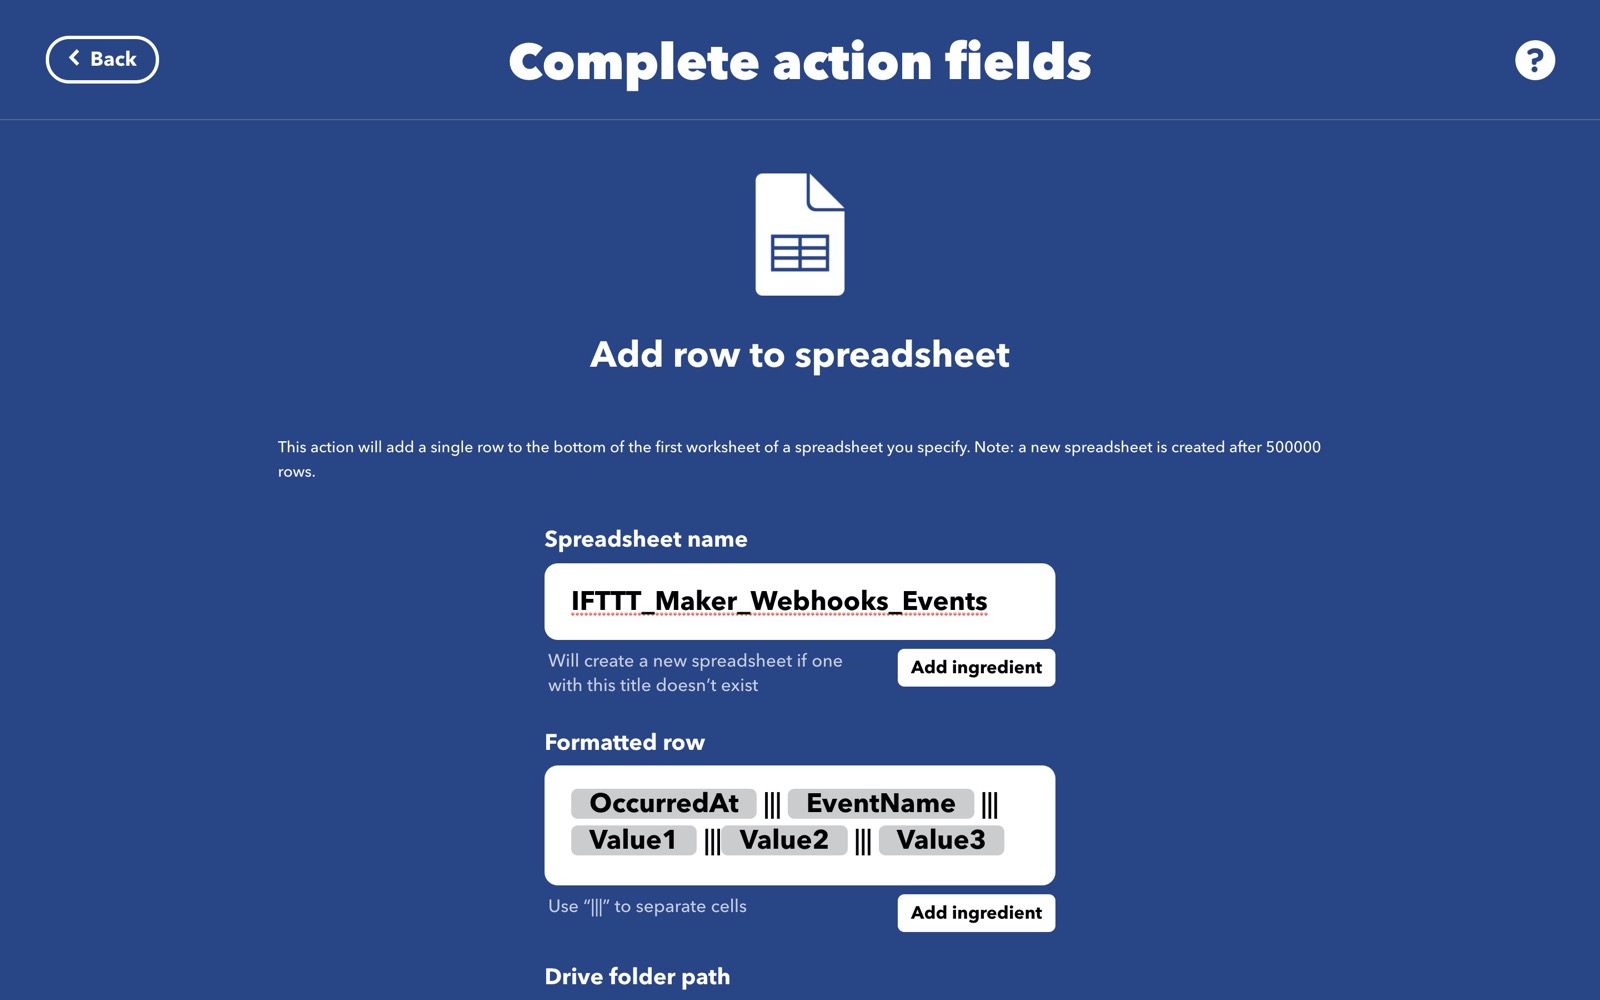 Back
Complete action fields
?
Add row to spreadsheet
This action will add a single row to the bottom of the first worksheet of a spreadsheet you specify. Note: a new spreadsheet is created after 500000
rows.
Spreadsheet name
IFTTT_Maker_Webhooks_Events
Will create a new spreadsheet if one
with this title doesn’t exist
Add ingredient
Formatted row
OccurredAt ||| EventName |||
Value1 ||| Value2 ||| Value3
Use “|||” to separate cells
Add ingredient
Drive folder path